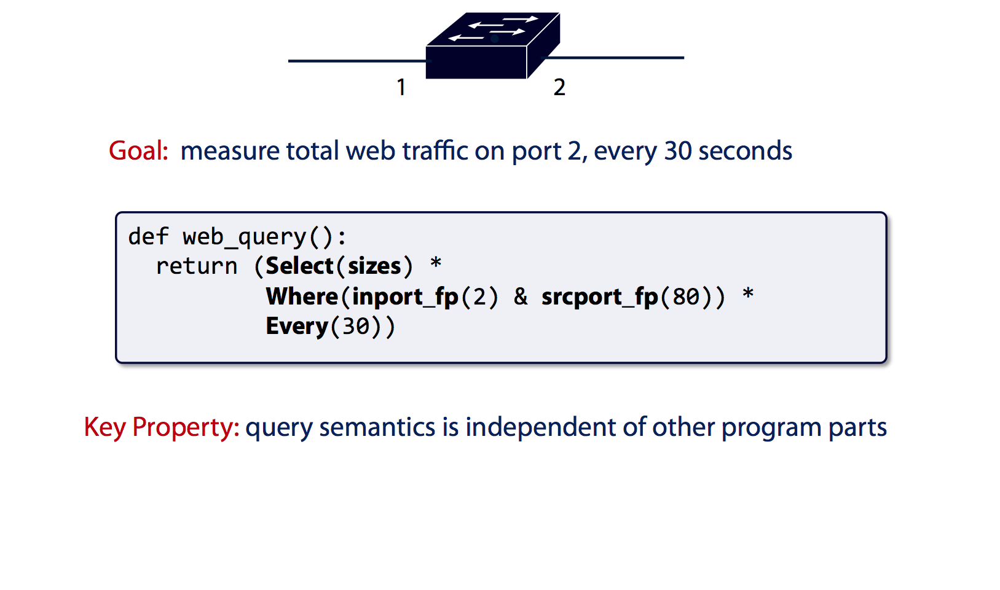 1
2
Goal: measure total web traffic on port 2, every 30 seconds
def web_query():
  return (Select(sizes) *
          Where(inport_fp(2) & srcport_fp(80)) *
          Every(30))
Key Property: query semantics is independent of other program parts